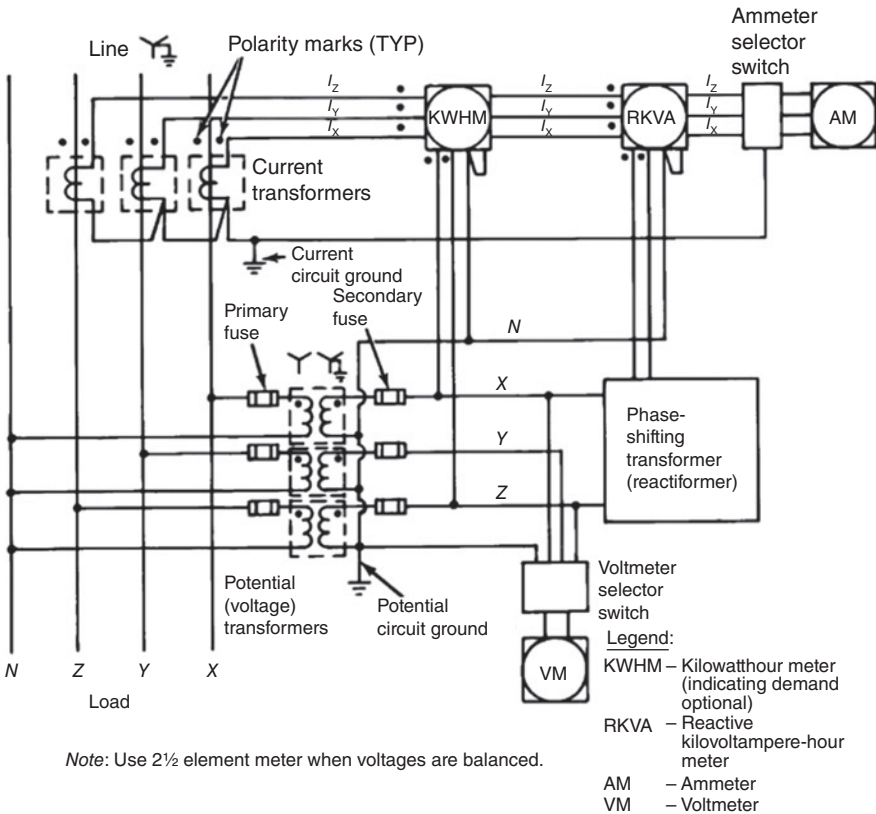 Line
Polarity marks (TYP)
Ammeter
selector
switch
I_Z
I_Z
I_Z
I_Y
I_Y
I_Y
I_X
I_X
I_X
KWHM
RKVA
AM
Current
transformers
Current
circuit ground
Primary
fuse
Secondary
fuse
N
X
Y
Z
Phase-
shifting
transformer
(reactiformer)
Potential
(voltage)
transformers
Potential
circuit ground
Voltmeter
selector
switch
VM
N Z Y X
Load
Legend:
KWHM – Kilowatthour meter
(indicating demand
optional)
RKVA – Reactive
kilovoltampere-hour
meter
AM – Ammeter
VM – Voltmeter
Note: Use 2½ element meter when voltages are balanced.